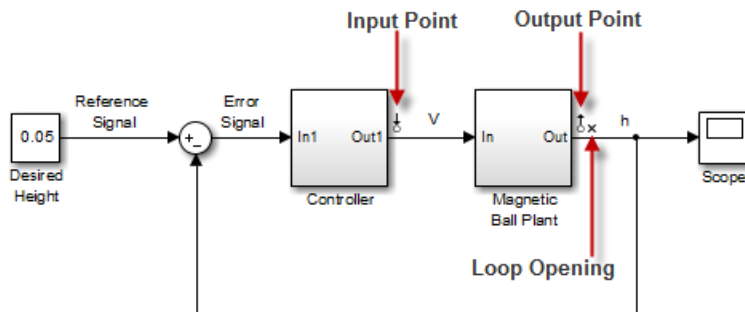 Input Point
Output Point
Reference
Signal
Error
Signal
0.05
+
-
In1
Out1
V
In
Out
h
Desired
Height
Controller
Magnetic
Ball Plant
Scope
Loop Opening